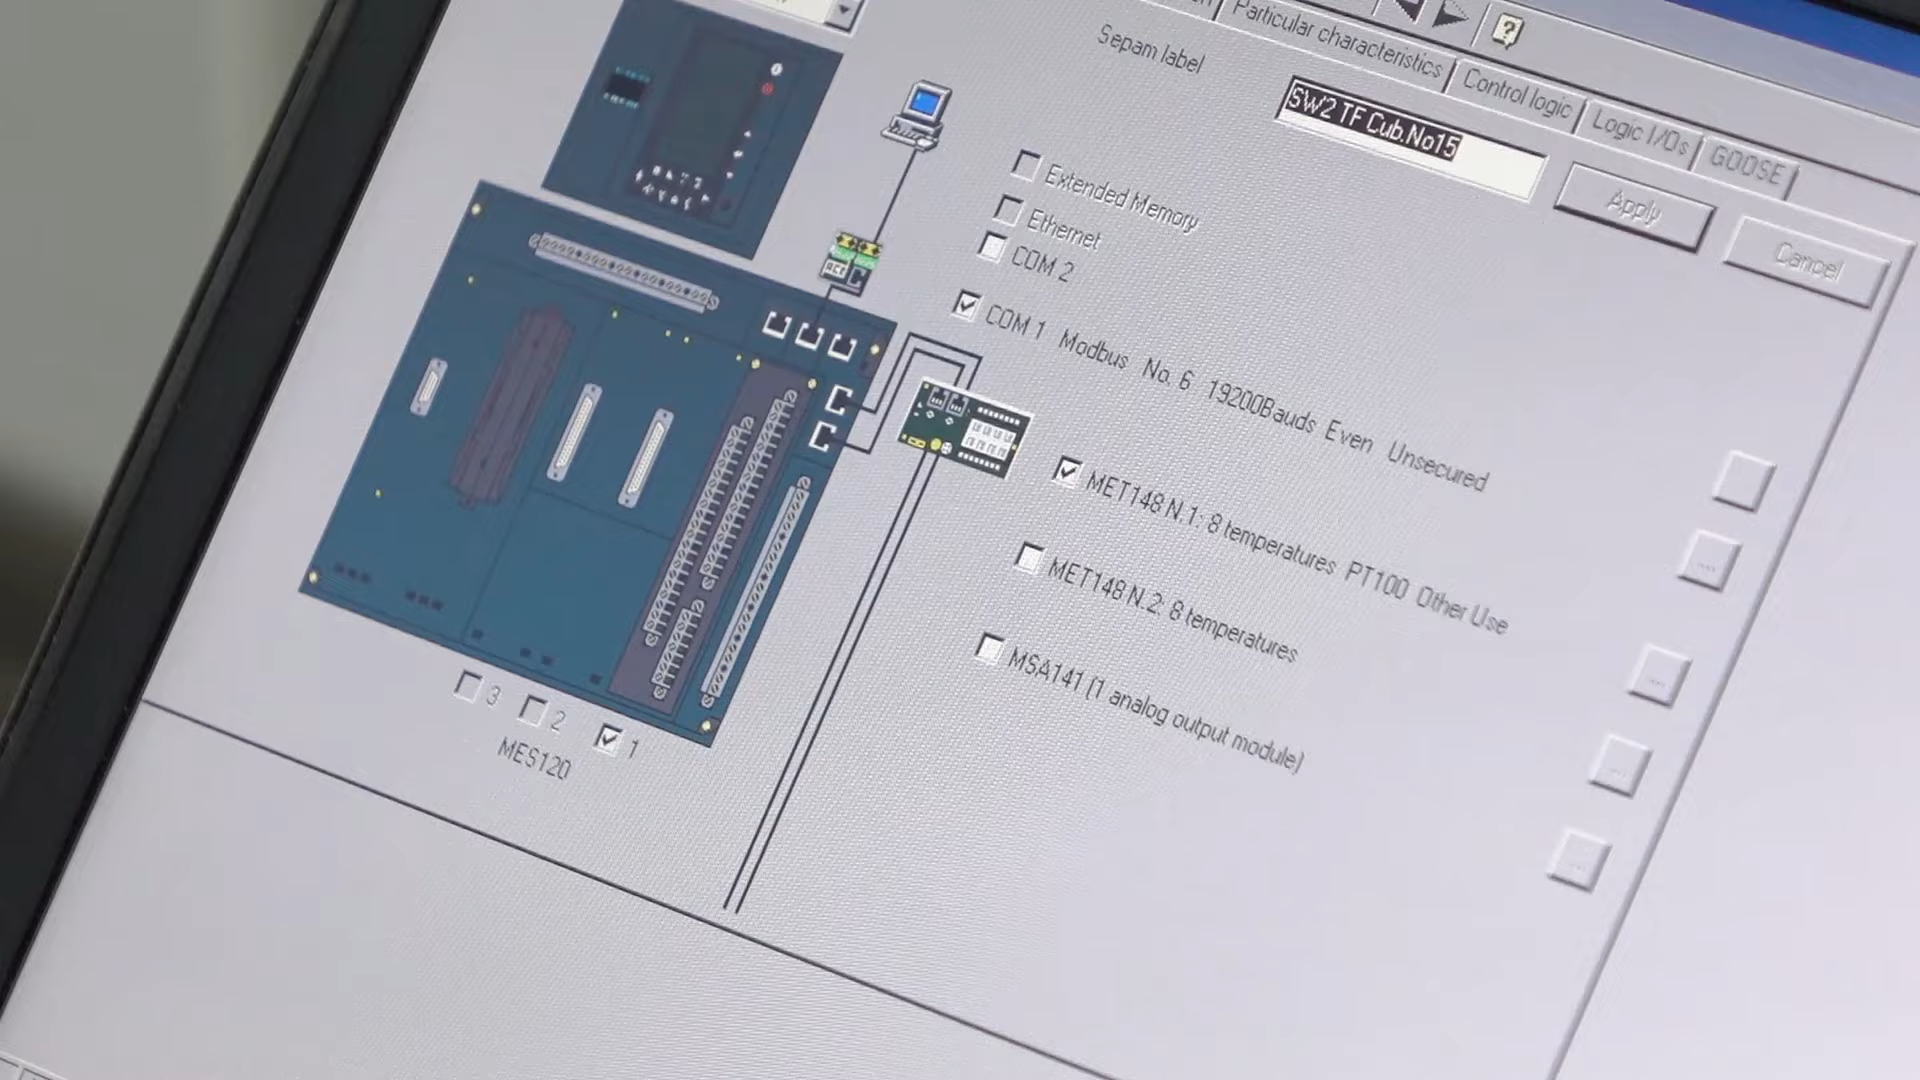 Particular characteristics
Control logic
Logic I/Os
GOOSE
Sepam label
SW2 TF Cub.No15
Apply
Cancel
Extended Memory
Ethernet
COM 2
COM 1 Modbus No. 6 19200Bauds Even Unsecured
MET148 N.1: 8 temperatures PT100 Other Use
...
MET148 N.2: 8 temperatures
...
MSA141 (1 analog output module)
...
...
ACE
3 2 1
MES120